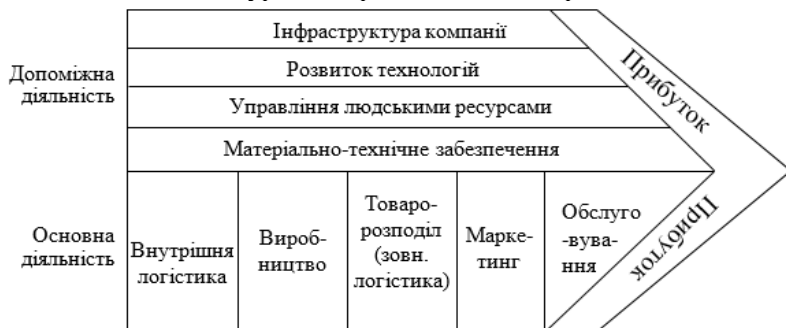 Інфраструктура компанії
Розвиток технологій
Управління людськими ресурсами
Матеріально-технічне забезпечення
Допоміжна
діяльність
Прибуток
Основна
діяльність
Внутрішня
логістика
Вироб-
ництво
Товаро-
розподіл
(зовн.
логістика)
Марке-
тинг
Обслуго
-вува-
ння
Прибуток